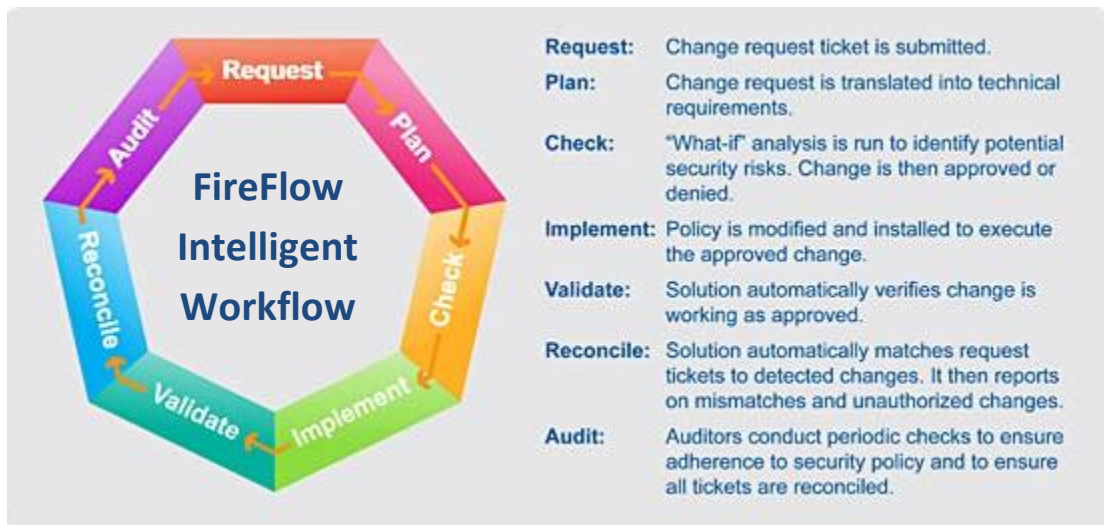 Request
Plan
Check
Implement
Validate
Reconcile
Audit
FireFlow
Intelligent
Workflow
Request: Change request ticket is submitted.
Plan: Change request is translated into technical
requirements.
Check: “What-if” analysis is run to identify potential
security risks. Change is then approved or
denied.
Implement: Policy is modified and installed to execute
the approved change.
Validate: Solution automatically verifies change is
working as approved.
Reconcile: Solution automatically matches request
tickets to detected changes. It then reports
on mismatches and unauthorized changes.
Audit: Auditors conduct periodic checks to ensure
adherence to security policy and to ensure
all tickets are reconciled.